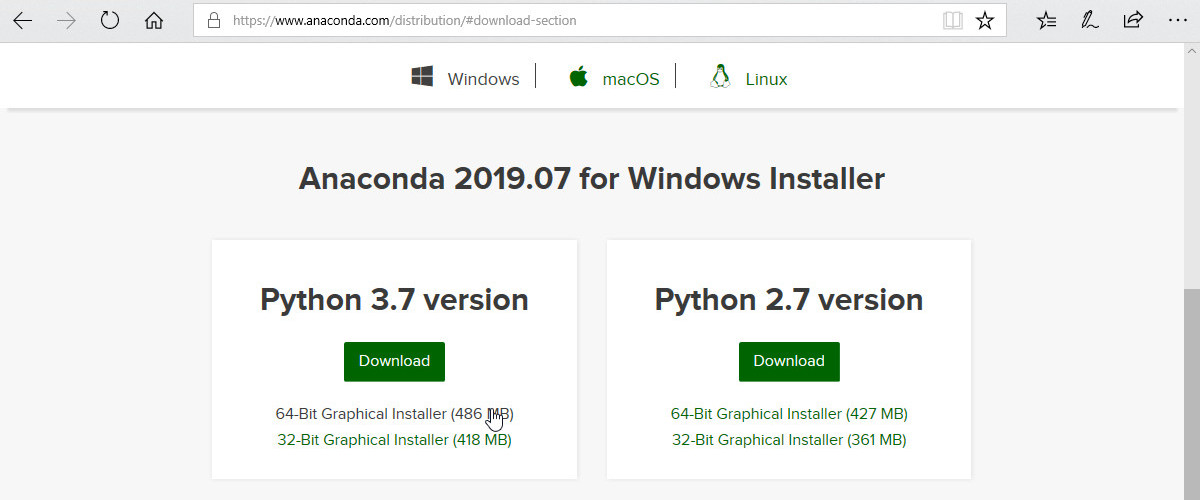 https://www.anaconda.com/distribution/#download-section
Windows macOS Linux
Anaconda 2019.07 for Windows Installer
Python 3.7 version
Download
64-Bit Graphical Installer (486 MB)
32-Bit Graphical Installer (418 MB)
Python 2.7 version
Download
64-Bit Graphical Installer (427 MB)
32-Bit Graphical Installer (361 MB)